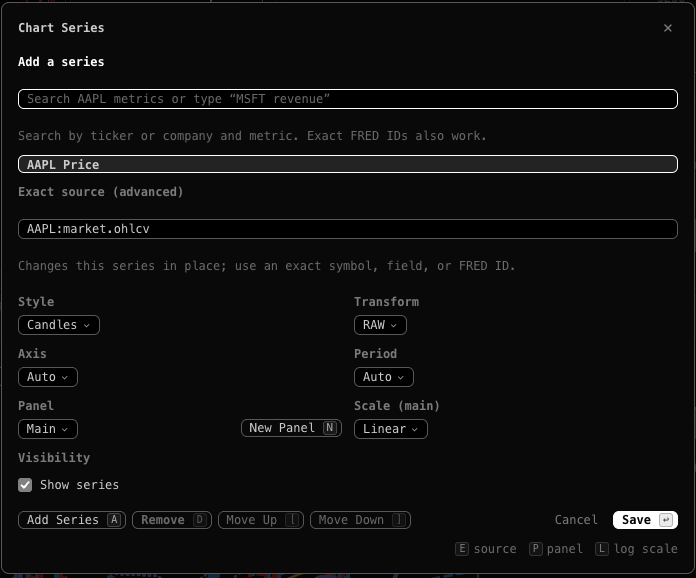 Chart Series ×
Add a series
Search AAPL metrics or type “MSFT revenue”
Search by ticker or company and metric. Exact FRED IDs also work.
AAPL Price
Exact source (advanced)
AAPL:market.ohlcv
Changes this series in place; use an exact symbol, field, or FRED ID.
Style Transform
Candles RAW
Axis Period
Auto Auto
Panel Scale (main)
Main New Panel N Linear
Visibility
Show series
Add Series A Remove D Move Up [ Move Down ] Cancel Save ↵
E source P panel L log scale